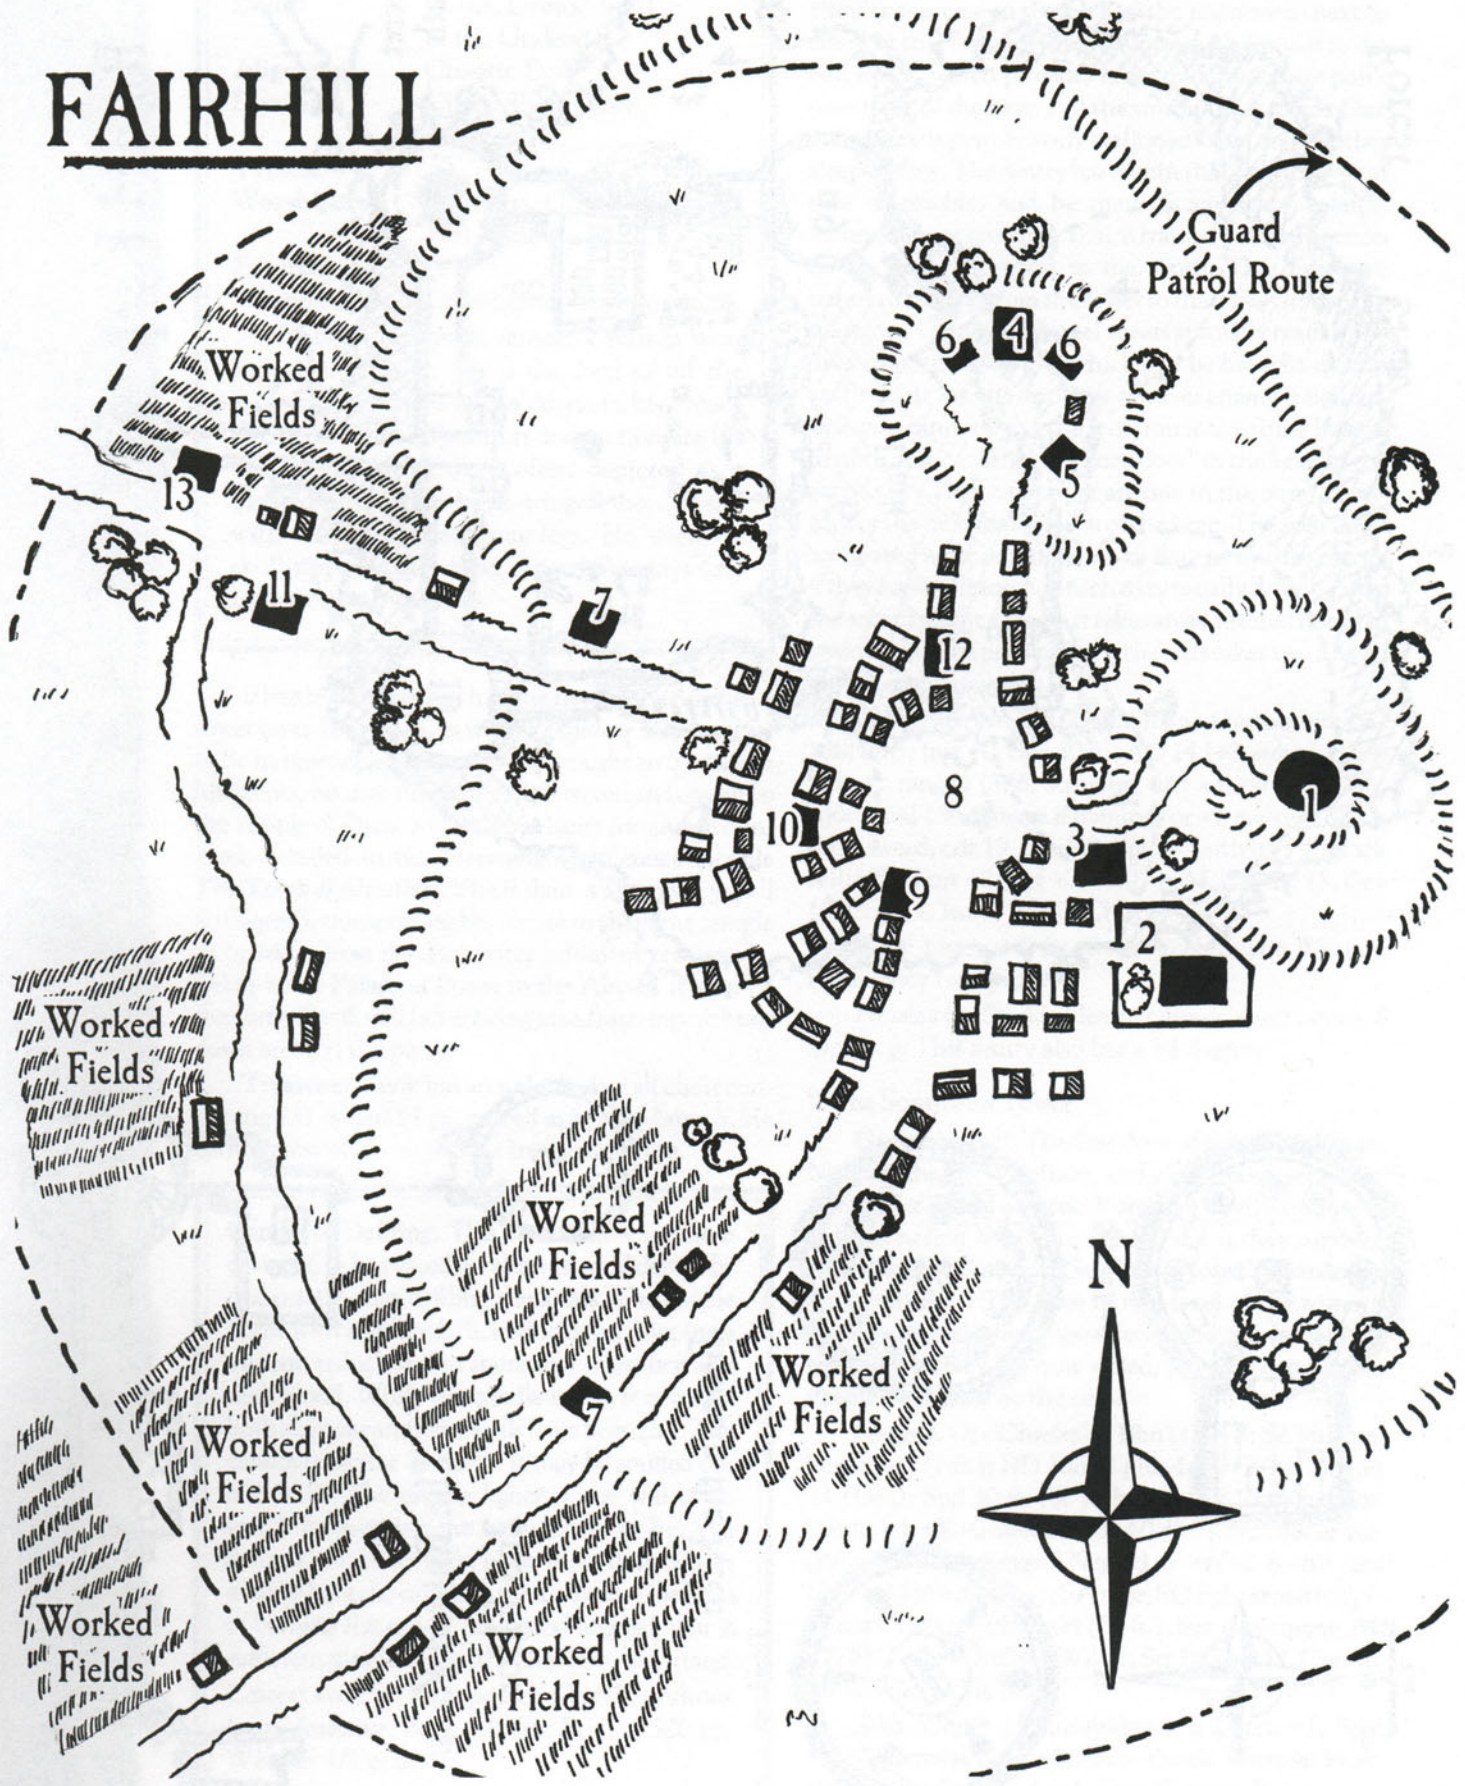 FAIRHILL
Guard
Patrol Route
Worked
Fields
6
4
6
5
13
11
7
12
8
1
10
3
9
2
Worked
Fields
Worked
Fields
N
Worked
Fields
7
Worked
Fields
Worked
Fields
Worked
Fields